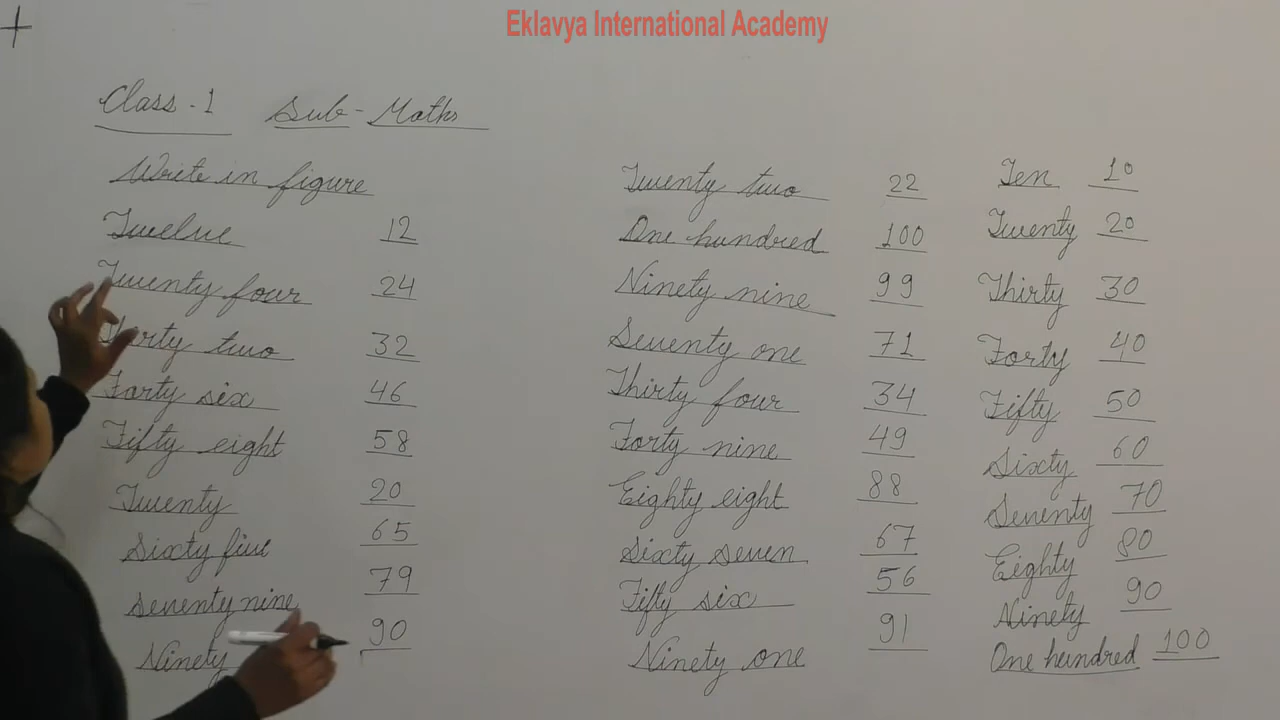 Eklavya International Academy
Class - 1 Sub - Maths
Write in figure
Twelve 12
Twenty four 24
Thirty two 32
Forty six 46
Fifty eight 58
Twenty 20
Sixty five 65
Seventy nine 79
Ninety 90
Twenty two 22
One hundred 100
Ninety nine 99
Seventy one 71
Thirty four 34
Forty nine 49
Eighty eight 88
Sixty seven 67
Fifty six 56
Ninety one 91
Ten 10
Twenty 20
Thirty 30
Forty 40
Fifty 50
Sixty 60
Seventy 70
Eighty 80
Ninety 90
One hundred 100